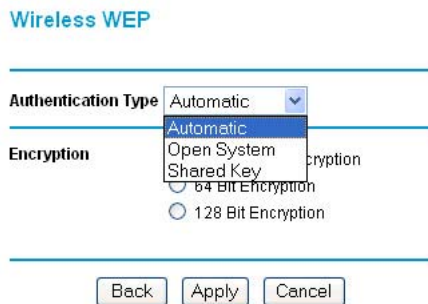 Wireless WEP
Authentication Type Automatic
Automatic
Open System
Shared Key
Encryption
cryption
64 Bit Encryption
128 Bit Encryption
Back Apply Cancel